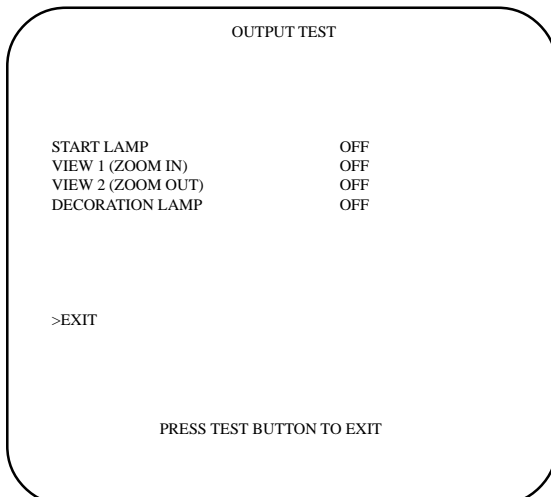 OUTPUT TEST
START LAMP OFF
VIEW 1 (ZOOM IN) OFF
VIEW 2 (ZOOM OUT) OFF
DECORATION LAMP OFF
>EXIT
PRESS TEST BUTTON TO EXIT